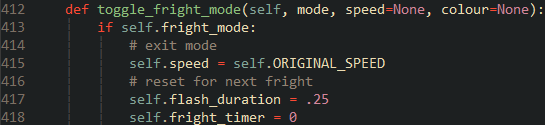 412 def toggle_fright_mode(self, mode, speed=None, colour=None):
413 if self.fright_mode:
414 # exit mode
415 self.speed = self.ORIGINAL_SPEED
416 # reset for next fright
417 self.flash_duration = .25
418 self.fright_timer = 0